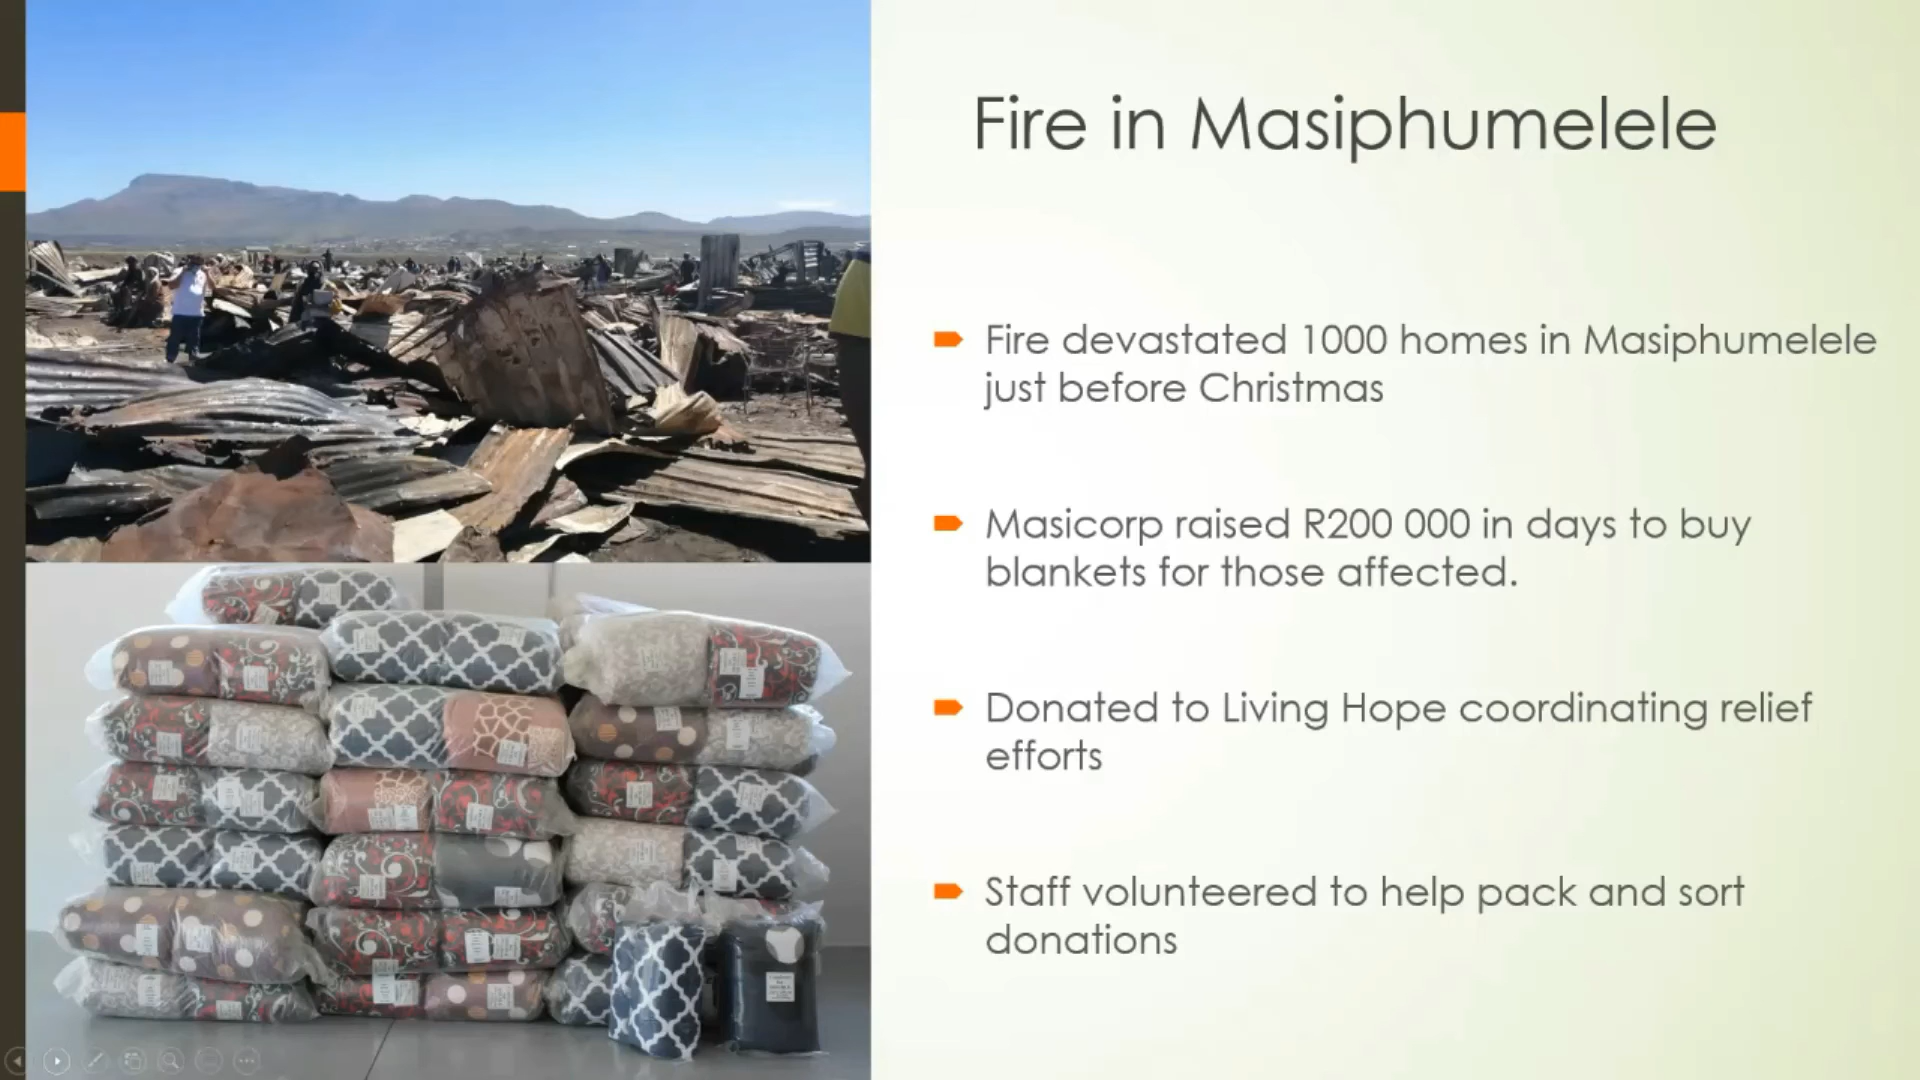 Fire in Masiphumelele
Fire devastated 1000 homes in Masiphumelele
just before Christmas
Masicorp raised R200 000 in days to buy
blankets for those affected.
Donated to Living Hope coordinating relief
efforts
Staff volunteered to help pack and sort
donations